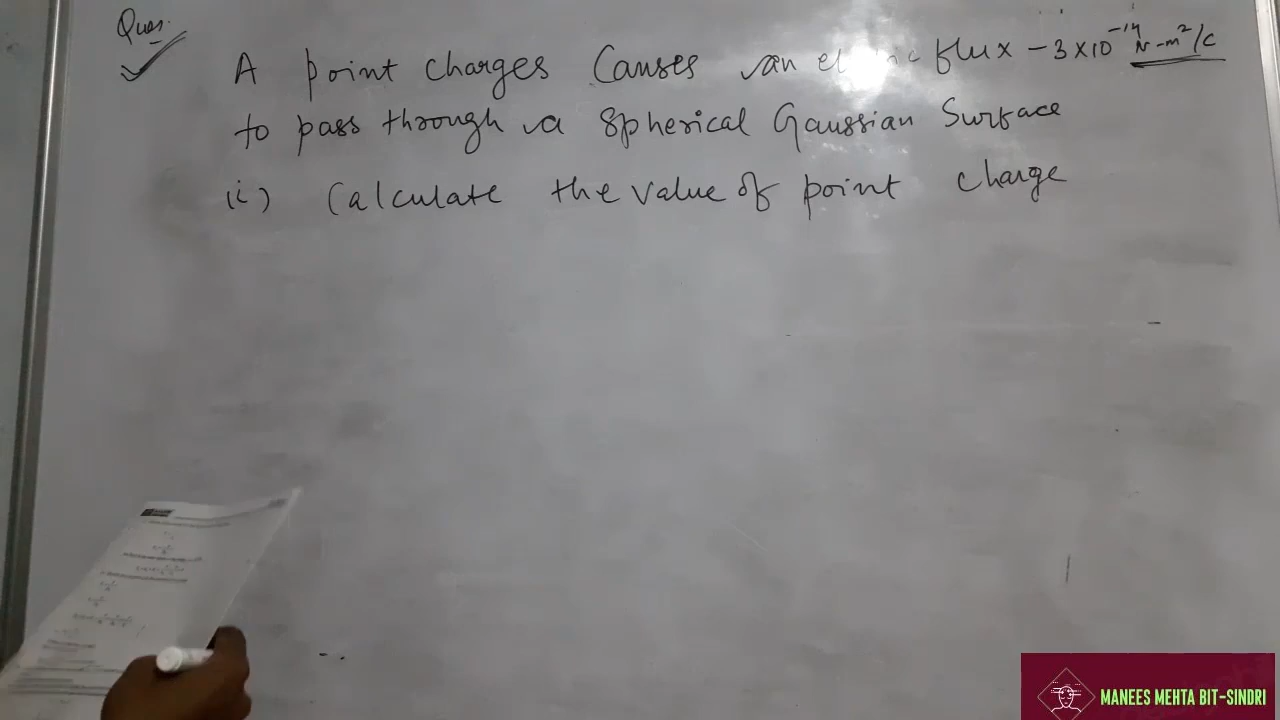 Ques.
A point charges Causes an flux - 3 x 10⁻¹⁴ N-m²/c
to pass through a Spherical Gaussian Surface
(i) Calculate the value of point charge
MANEES MEHTA BIT-SINDRI